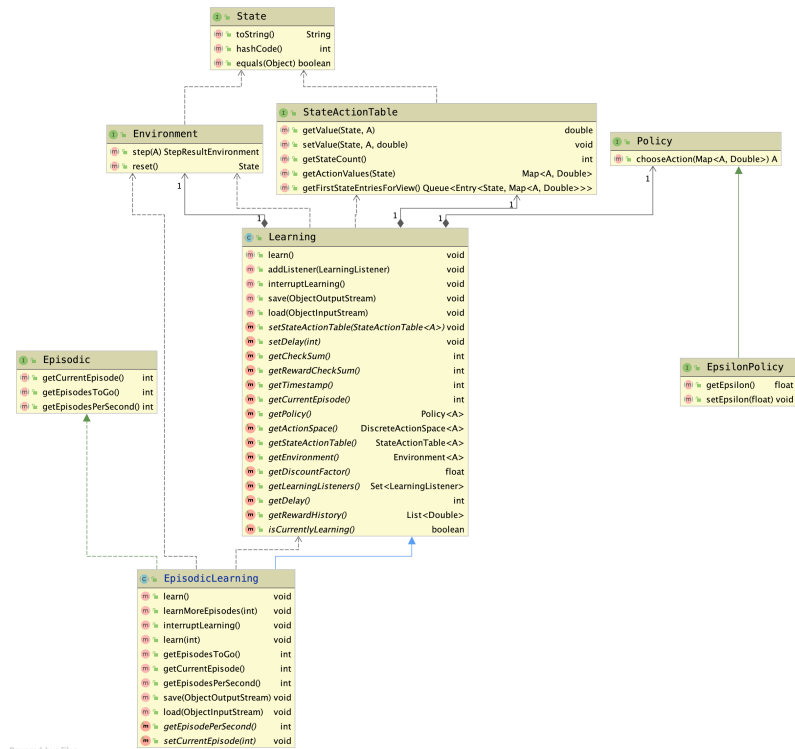 State
toString() String
hashCode() int
equals(Object) boolean
Environment
step(A) StepResultEnvironment
reset() State
StateActionTable
getValue(State, A) double
setValue(State, A, double) void
getStateCount() int
getActionValues(State) Map<A, Double>
getFirstStateEntriesForView() Queue<Entry<State, Map<A, Double>>>
Policy
chooseAction(Map<A, Double>) A
1
1
1
1
1
1
Learning
learn() void
addListener(LearningListener) void
interruptLearning() void
save(ObjectOutputStream) void
load(ObjectInputStream) void
setStateActionTable(StateActionTable<A>) void
setDelay(int) void
getCheckSum() int
getRewardCheckSum() int
getTimestamp() int
getCurrentEpisode() int
getPolicy() Policy<A>
getActionSpace() DiscreteActionSpace<A>
getStateActionTable() StateActionTable<A>
getEnvironment() Environment<A>
getDiscountFactor() float
getLearningListeners() Set<LearningListener>
getDelay() int
getRewardHistory() List<Double>
isCurrentlyLearning() boolean
Episodic
getCurrentEpisode() int
getEpisodesToGo() int
getEpisodesPerSecond() int
EpsilonPolicy
getEpsilon() float
setEpsilon(float) void
EpisodicLearning
learn() void
learnMoreEpisodes(int) void
interruptLearning() void
learn(int) void
getEpisodesToGo() int
getCurrentEpisode() int
getEpisodesPerSecond() int
save(ObjectOutputStream) void
load(ObjectInputStream) void
getEpisodePerSecond() int
setCurrentEpisode(int) void